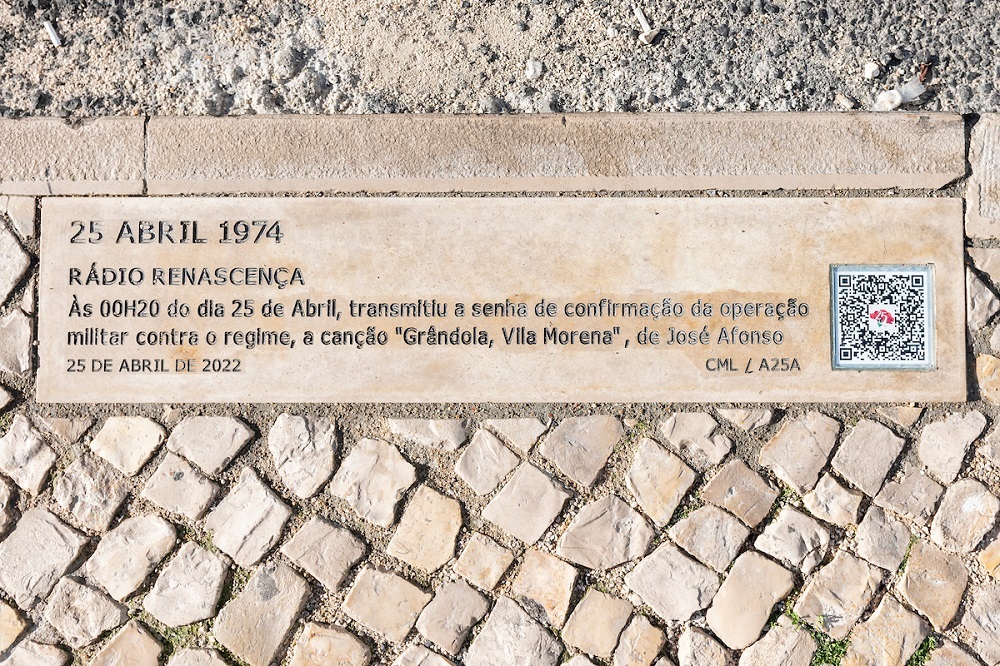 25 ABRIL 1974
RÁDIO RENASCENÇA
Às 00H20 do dia 25 de Abril, transmitiu a senha de confirmação da operação
militar contra o regime, a canção "Grândola, Vila Morena", de José Afonso
25 DE ABRIL DE 2022 CML / A25A